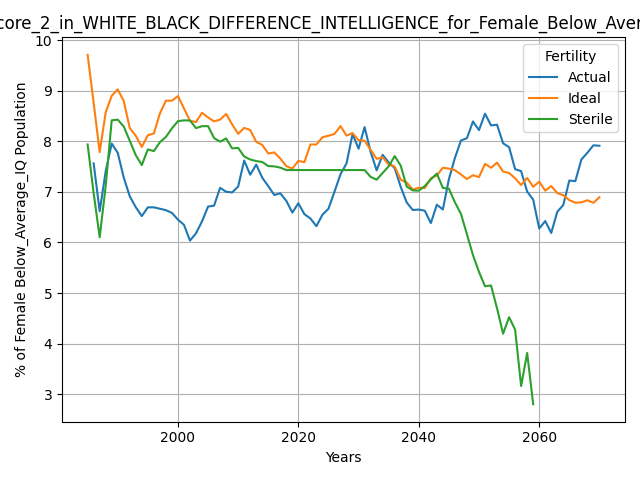 core_2_in_WHITE_BLACK_DIFFERENCE_INTELLIGENCE_for_Female_Below_Aver
10
9
8
7
6
5
4
3
% of Female Below_Average_IQ Population
Fertility
Actual
Ideal
Sterile
2000
2020
2040
2060
Years